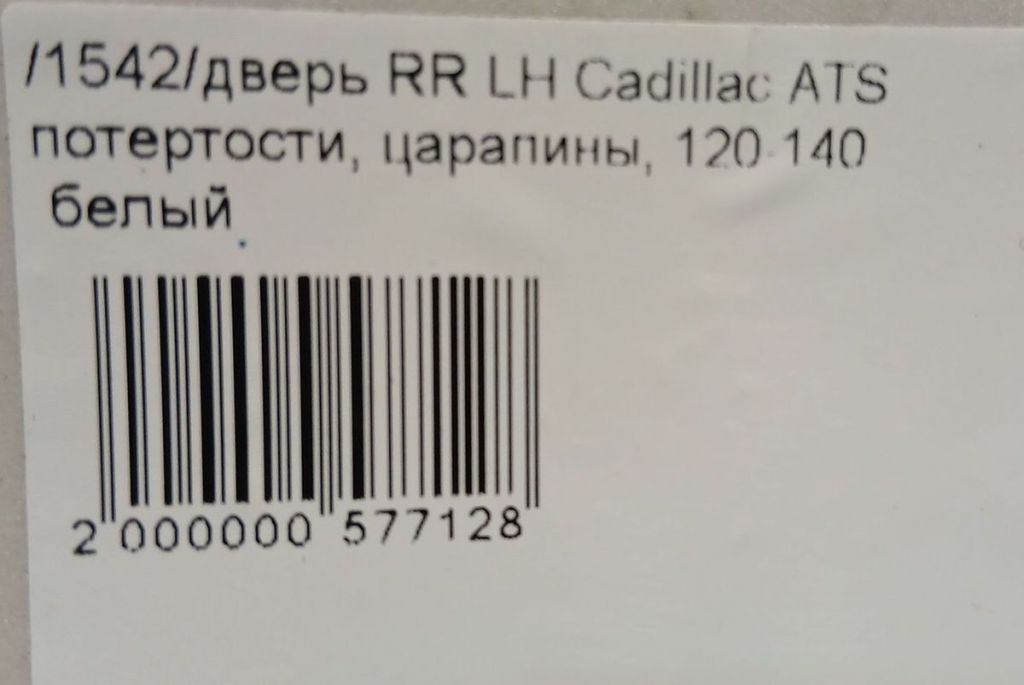 /1542/дверь RR LH Cadillac ATS
потертости, царапины, 120-140
белый
2 000000 577128